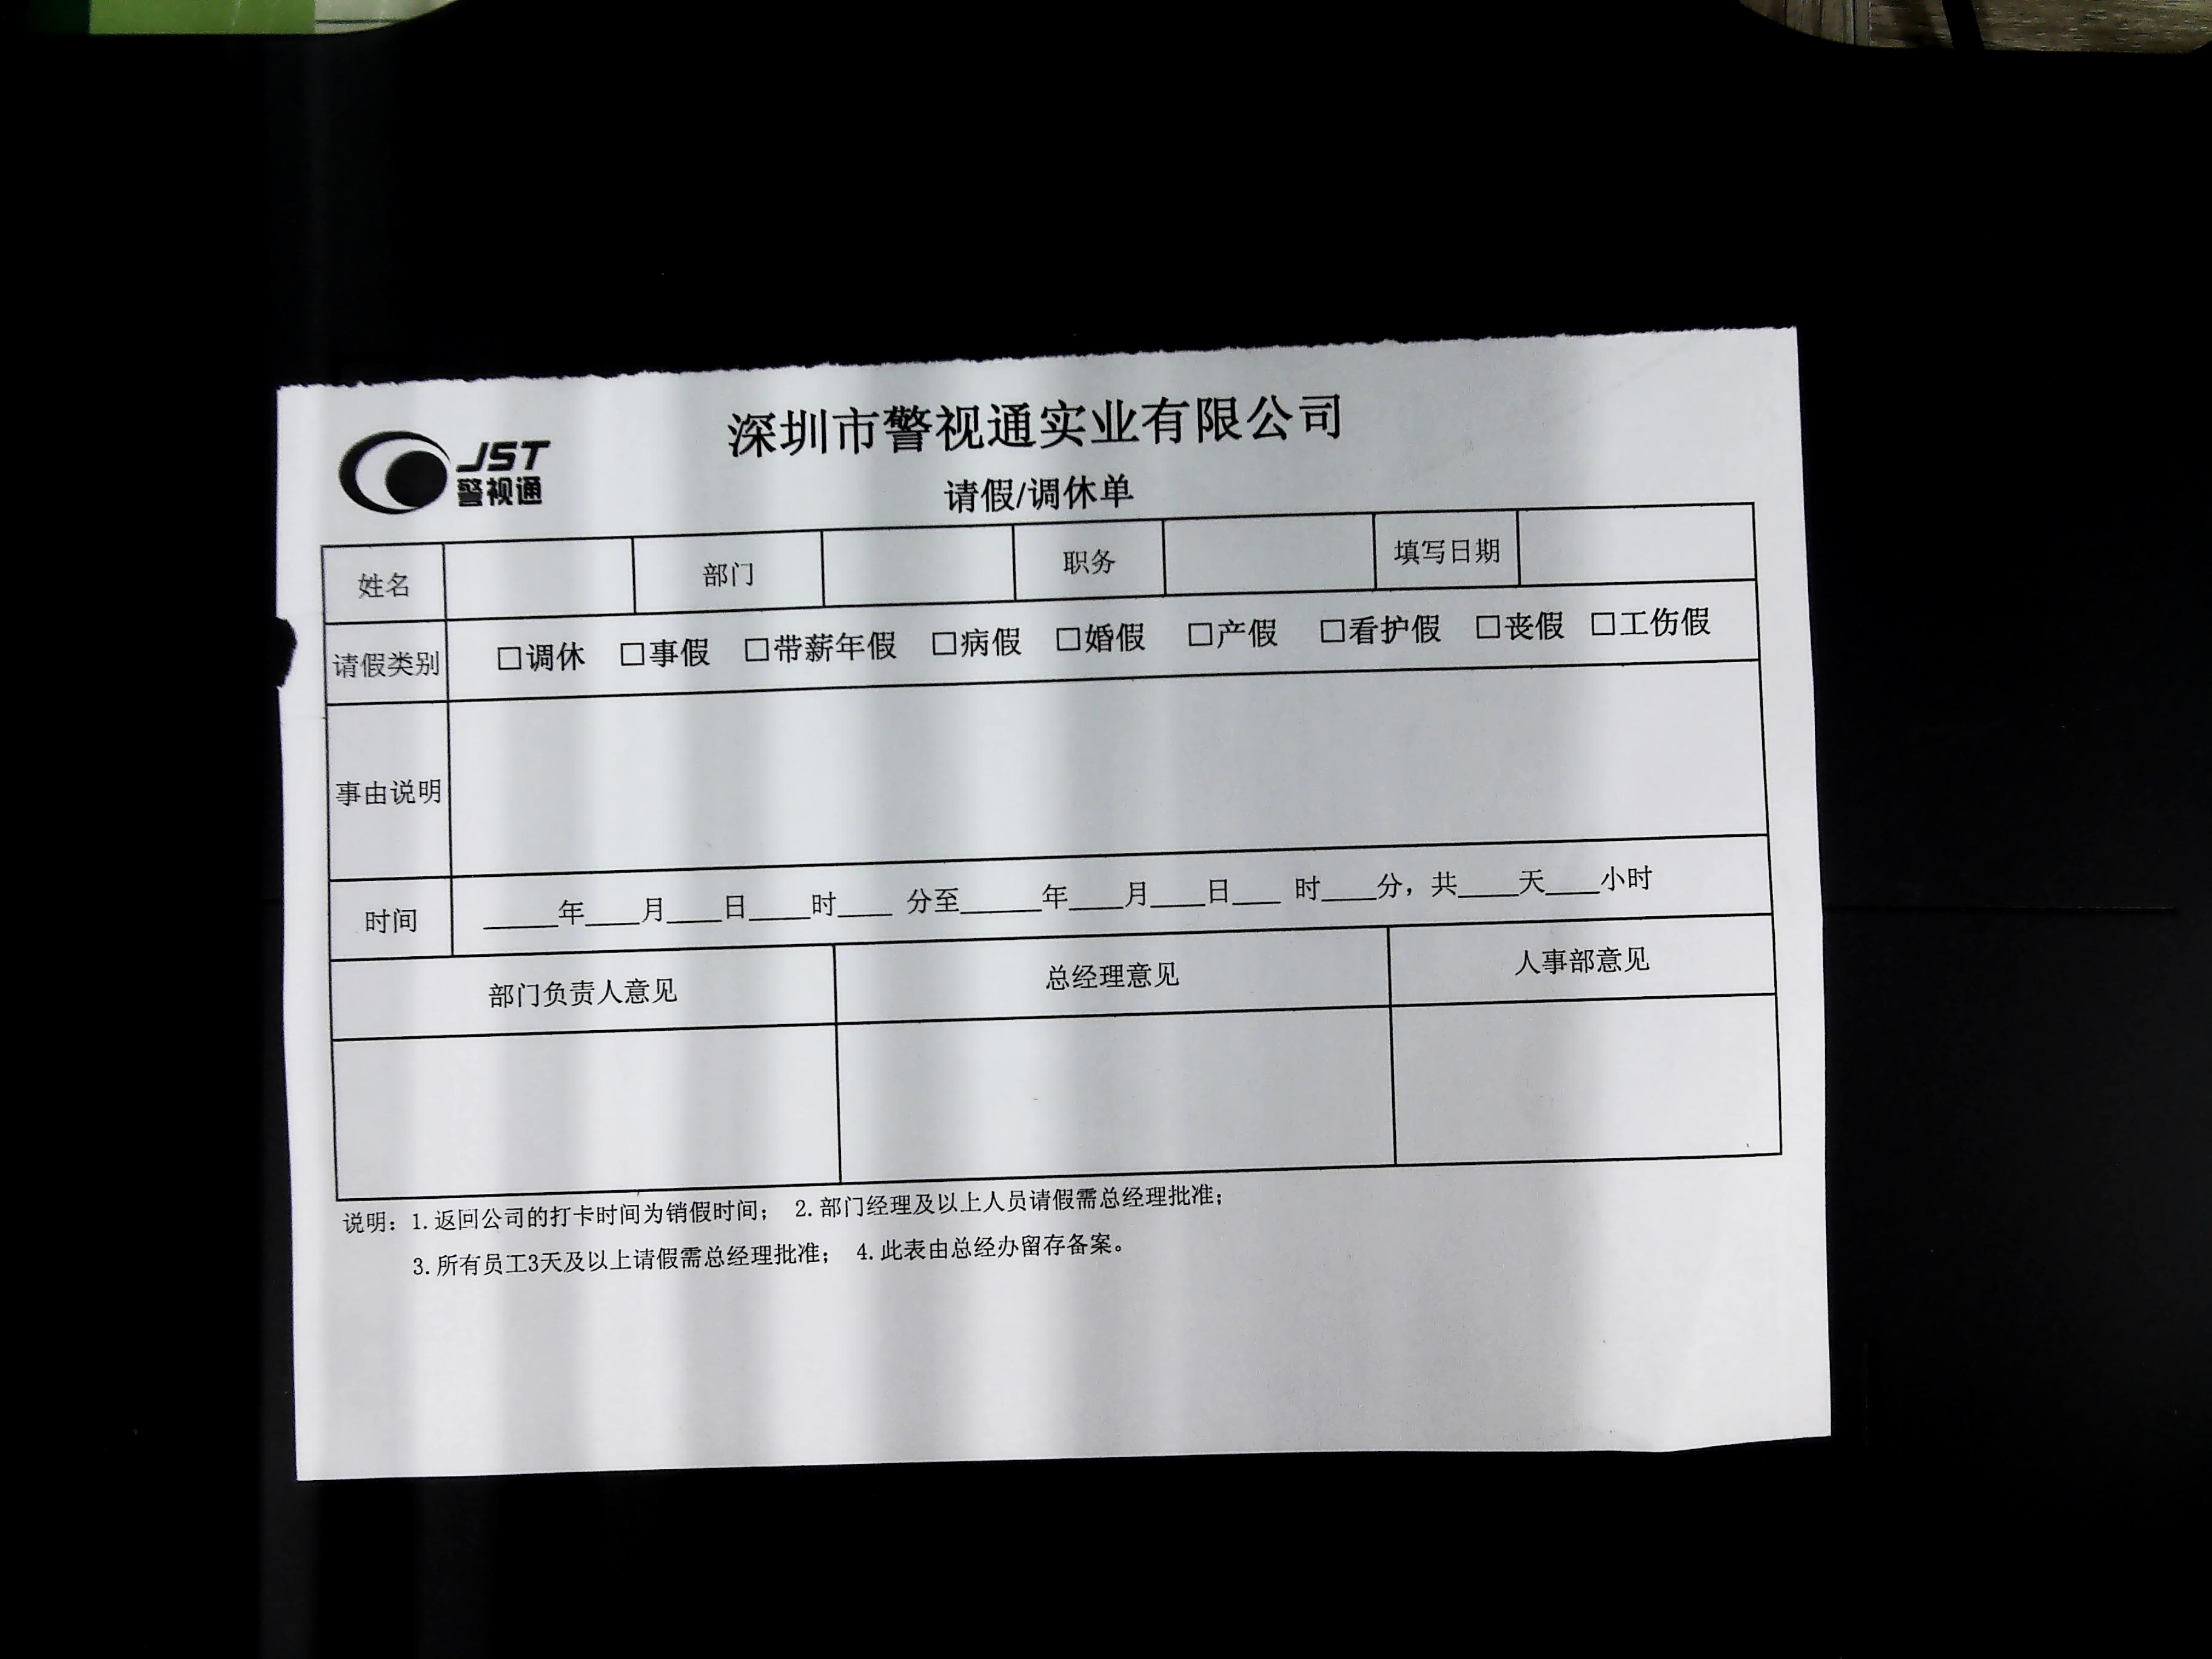 JST
警视通
深圳市警视通实业有限公司
请假/调休单
姓名 部门 职务 填写日期
请假类别 □调休 □事假 □带薪年假 □病假 □婚假 □产假 □看护假 □丧假 □工伤假
事由说明
时间 ______年____月____日____时____ 分至______年____月____日____ 时____分，共____天____小时
部门负责人意见 总经理意见 人事部意见
说明：1.返回公司的打卡时间为销假时间； 2.部门经理及以上人员请假需总经理批准；
3.所有员工3天及以上请假需总经理批准； 4.此表由总经办留存备案。